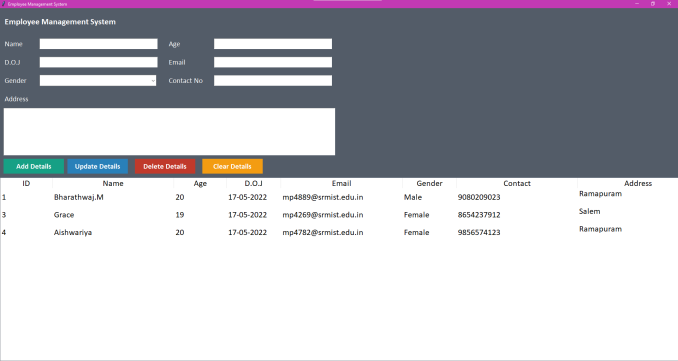 Employee Management System
Employee Management System
Name Age
D.O.J Email
Gender Contact No
Address
Add Details Update Details Delete Details Clear Details
ID Name Age D.O.J Email Gender Contact Address
1 Bharathwaj.M 20 17-05-2022 mp4889@srmist.edu.in Male 9080209023 Ramapuram
3 Grace 19 17-05-2022 mp4269@srmist.edu.in Female 8654237912 Salem
4 Aishwariya 20 17-05-2022 mp4782@srmist.edu.in Female 9856574123 Ramapuram